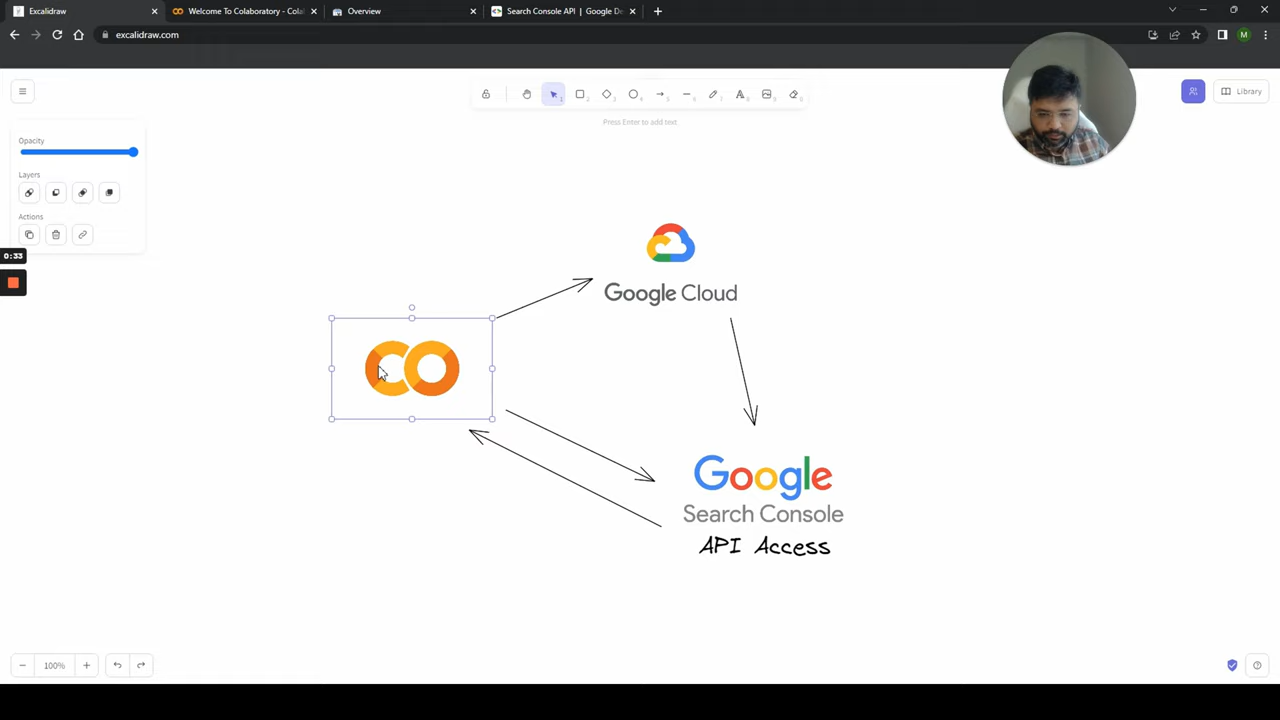 Excalidraw
Welcome To Colaboratory - Cola
Overview
Search Console API | Google De
excalidraw.com
M
Library
Press Enter to add text
Opacity
Layers
Actions
0:33
Google Cloud
CO
Google
Search Console
API Access
100%